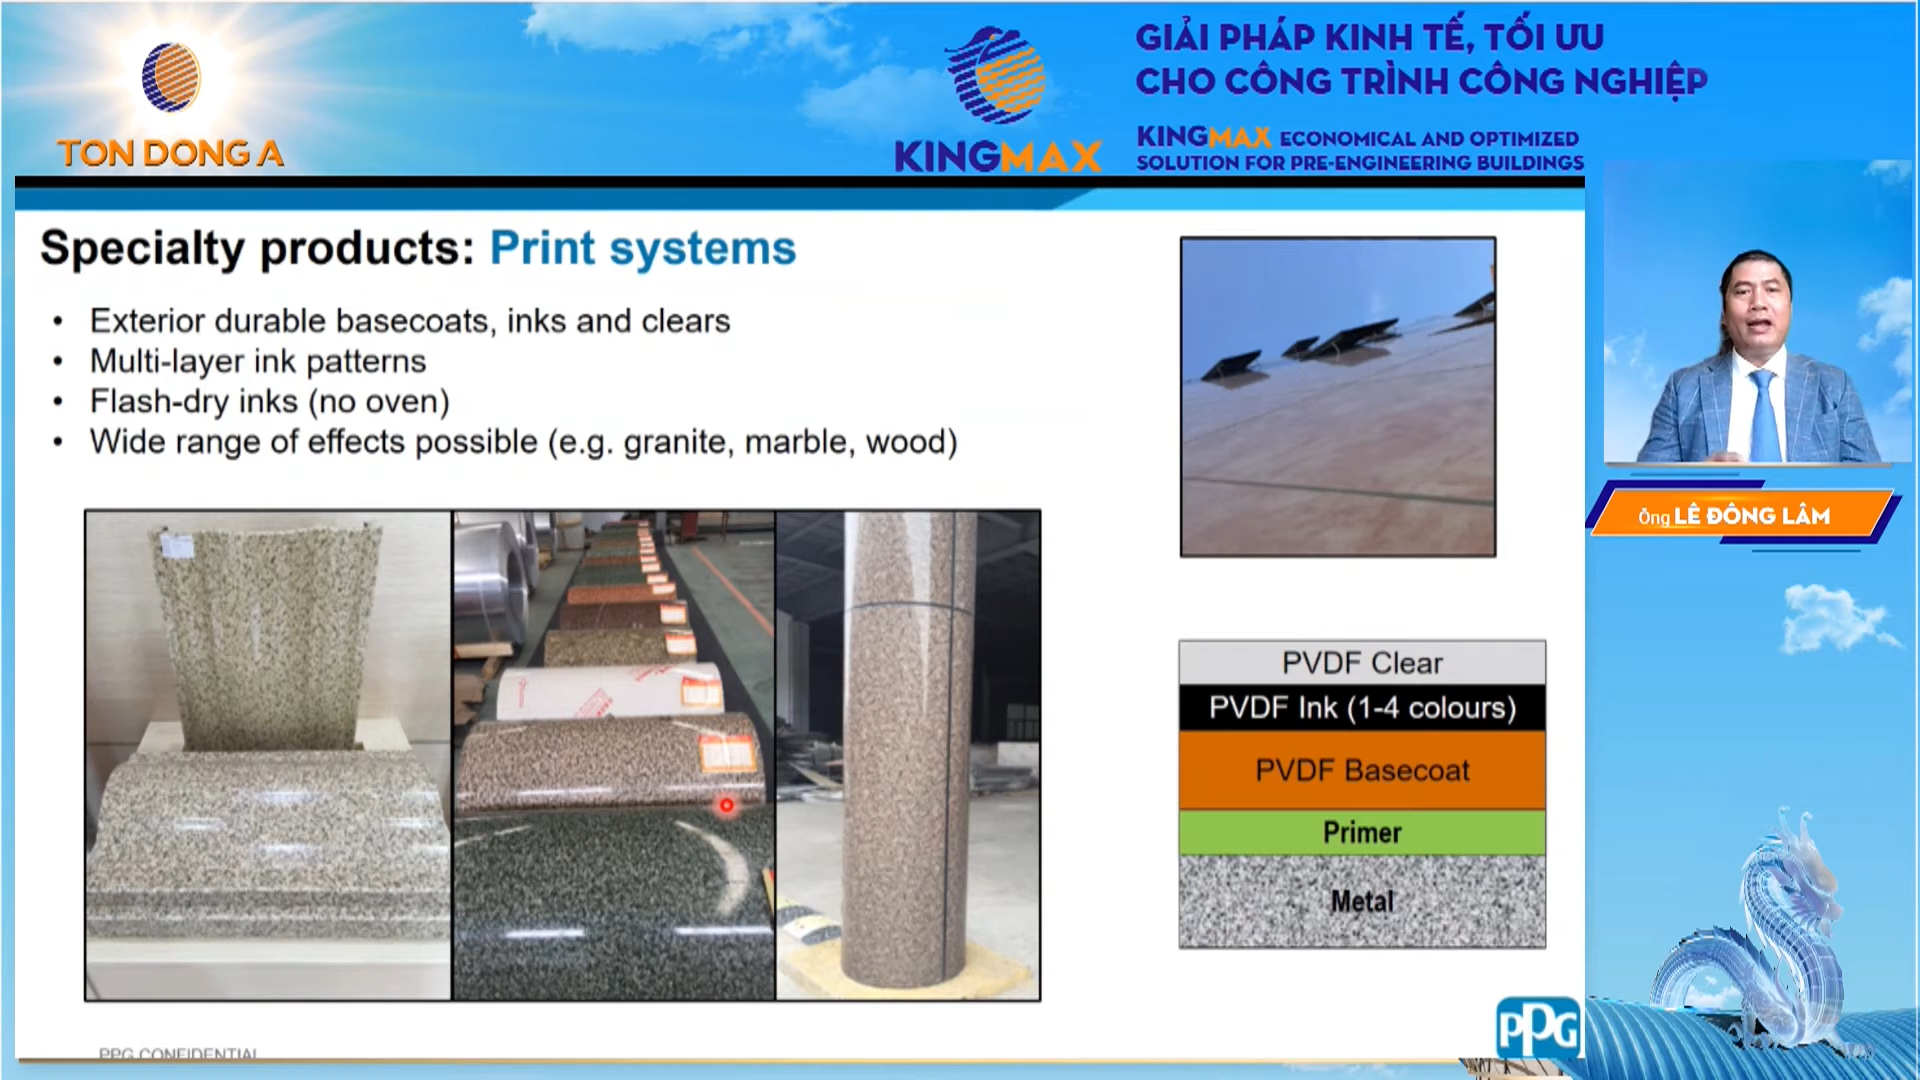 TON DONG A
KINGMAX
GIẢI PHÁP KINH TẾ, TỐI ƯU
CHO CÔNG TRÌNH CÔNG NGHIỆP
KINGMAX ECONOMICAL AND OPTIMIZED
SOLUTION FOR PRE-ENGINEERING BUILDINGS
Specialty products: Print systems
• Exterior durable basecoats, inks and clears
• Multi-layer ink patterns
• Flash-dry inks (no oven)
• Wide range of effects possible (e.g. granite, marble, wood)
Ông LÊ ĐÔNG LÂM
PVDF Clear
PVDF Ink (1-4 colours)
PVDF Basecoat
Primer
Metal
PPG
PPG CONFIDENTIAL